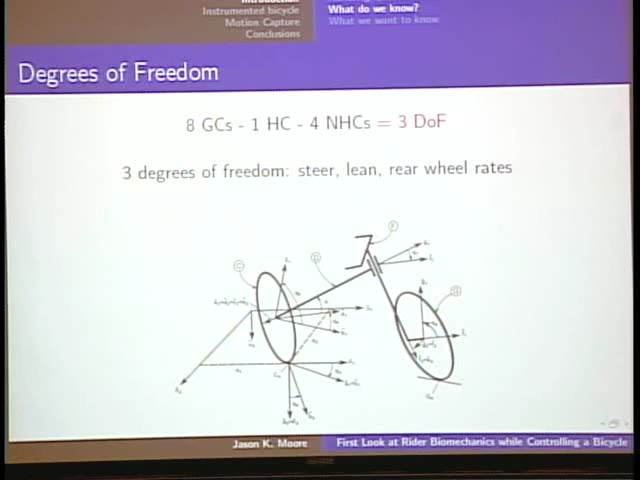 Introduction
Instrumented bicycle
Motion Capture
Conclusions
What do we know?
What we want to know
Degrees of Freedom
8 GCs - 1 HC - 4 NHCs = 3 DoF
3 degrees of freedom: steer, lean, rear wheel rates
C
D
F
G
Jason K. Moore
First Look at Rider Biomechanics while Controlling a Bicycle